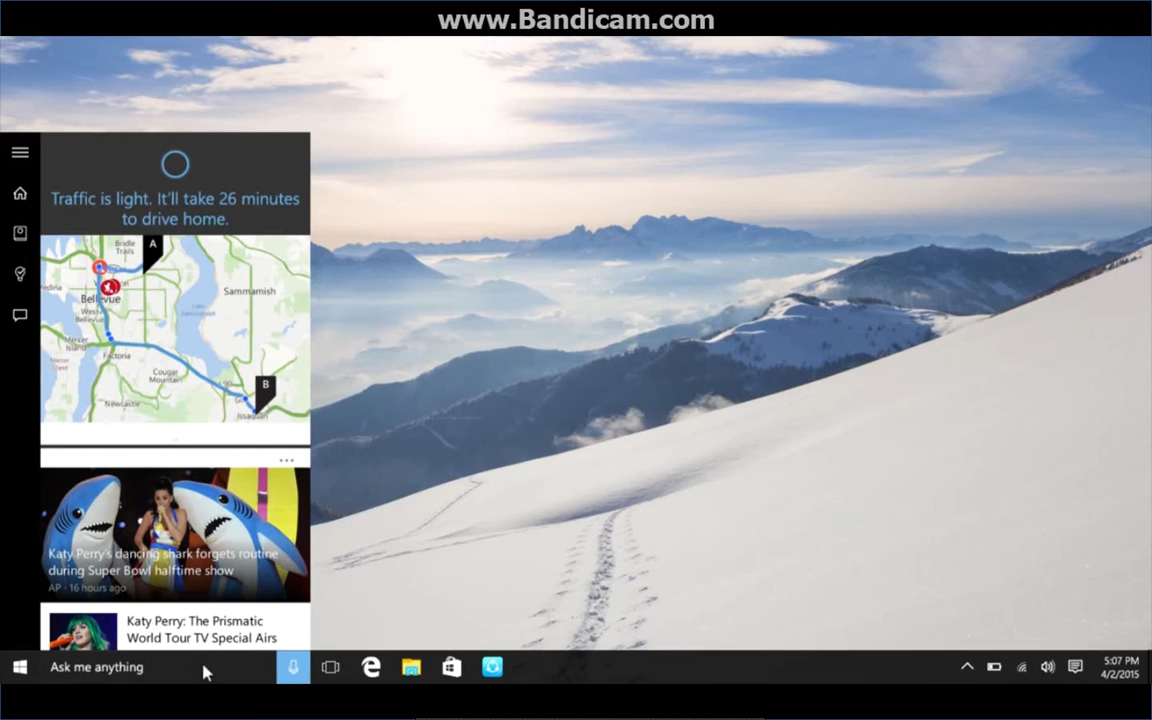 www.Bandicam.com
Traffic is light. It'll take 26 minutes
to drive home.
Bridle
Trails
A
Bellevue
West
Bellevue
Sammamish
Mercer
Island
Factoria
Cougar
Mountain
Newcastle
B
Issaquah
Katy Perry's dancing shark forgets routine
during Super Bowl halftime show
AP - 16 hours ago
Katy Perry: The Prismatic
World Tour TV Special Airs
Ask me anything
5:07 PM
4/2/2015